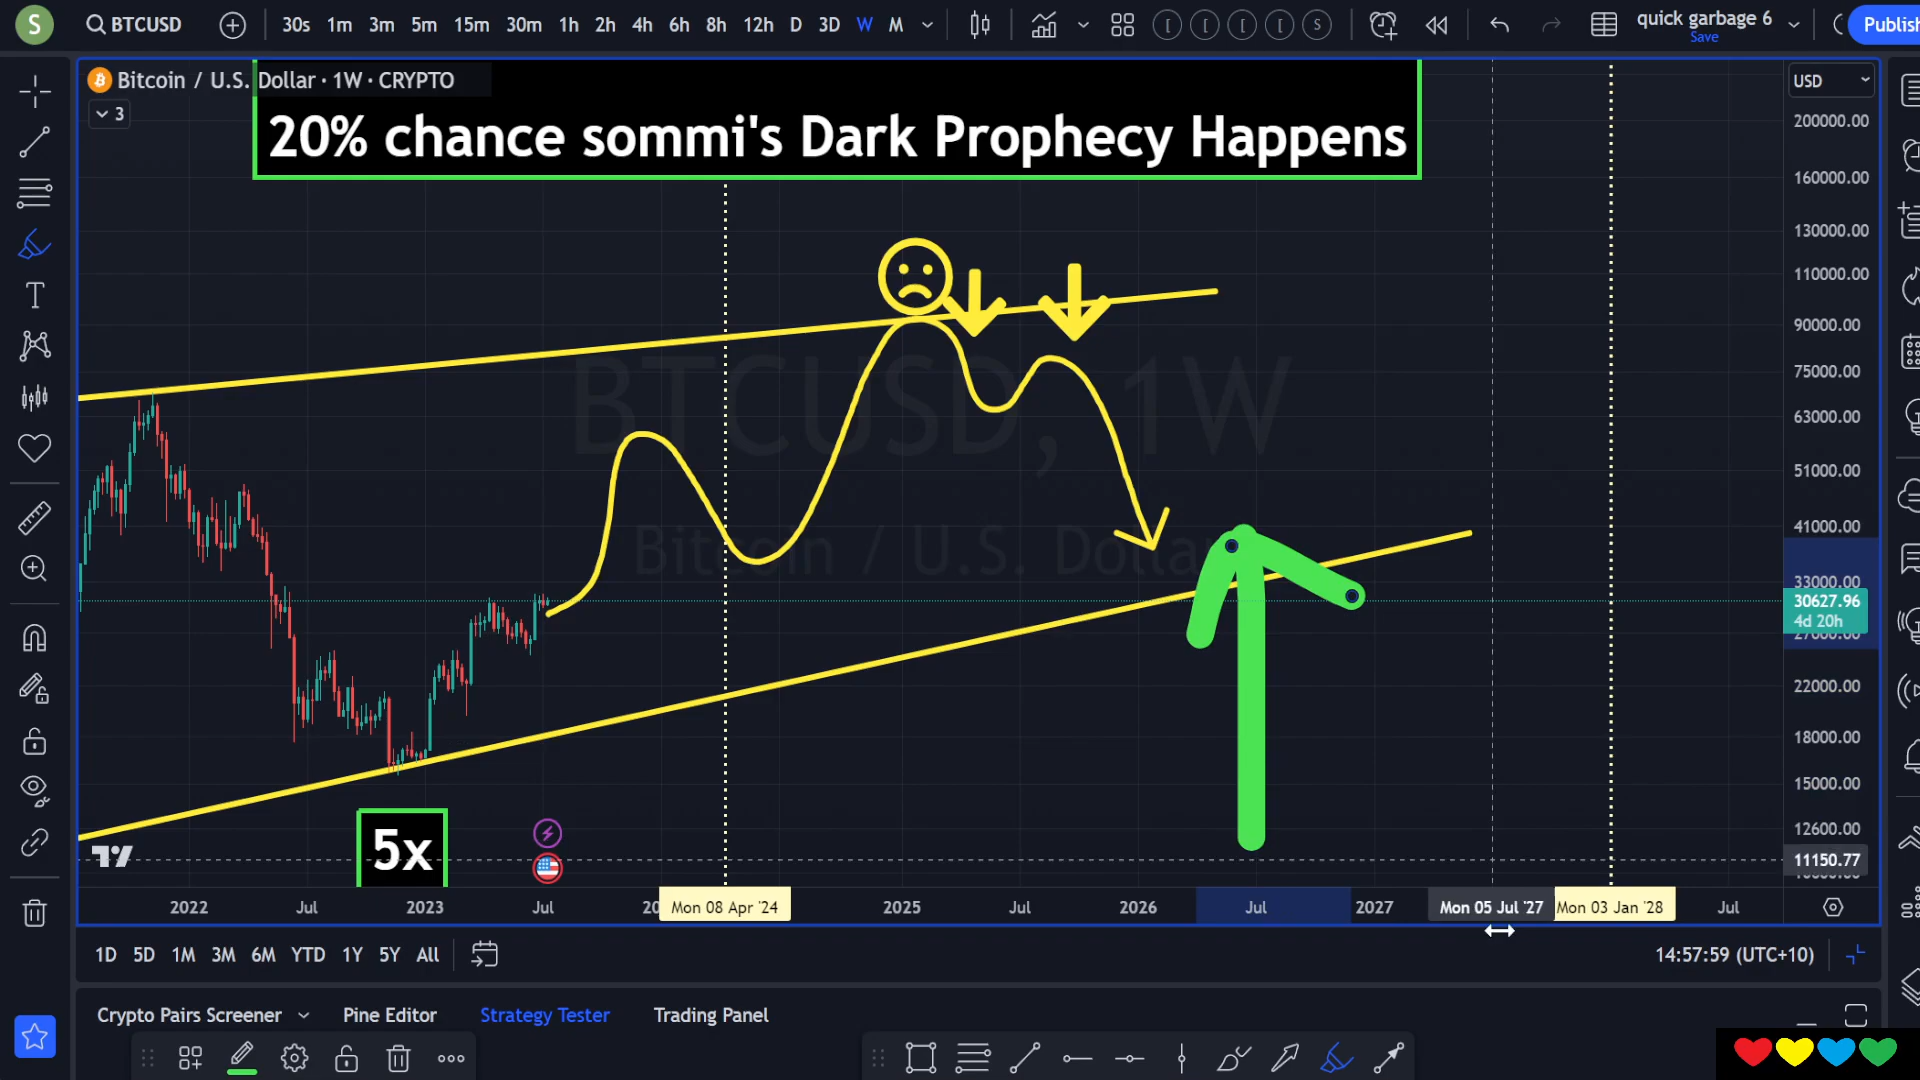 S BTCUSD 30s 1m 3m 5m 15m 30m 1h 2h 4h 6h 8h 12h D 3D W M [ [ [ [ S quick garbage 6 Publish
Save
Bitcoin / U.S. Dollar · 1W · CRYPTO USD
3
20% chance sommi's Dark Prophecy Happens
200000.00
160000.00
130000.00
110000.00
90000.00
75000.00
63000.00
51000.00
41000.00
33000.00
30627.96
4d 20h
27000.00
22000.00
18000.00
15000.00
12600.00
11150.77
BTCUSD, 1W
Bitcoin / U.S. Dolla
5x
2022 Jul 2023 Jul 20 Mon 08 Apr '24 2025 Jul 2026 Jul 2027 Mon 05 Jul '27 Mon 03 Jan '28 Jul
1D 5D 1M 3M 6M YTD 1Y 5Y All 14:57:59 (UTC+10)
Crypto Pairs Screener Pine Editor Strategy Tester Trading Panel